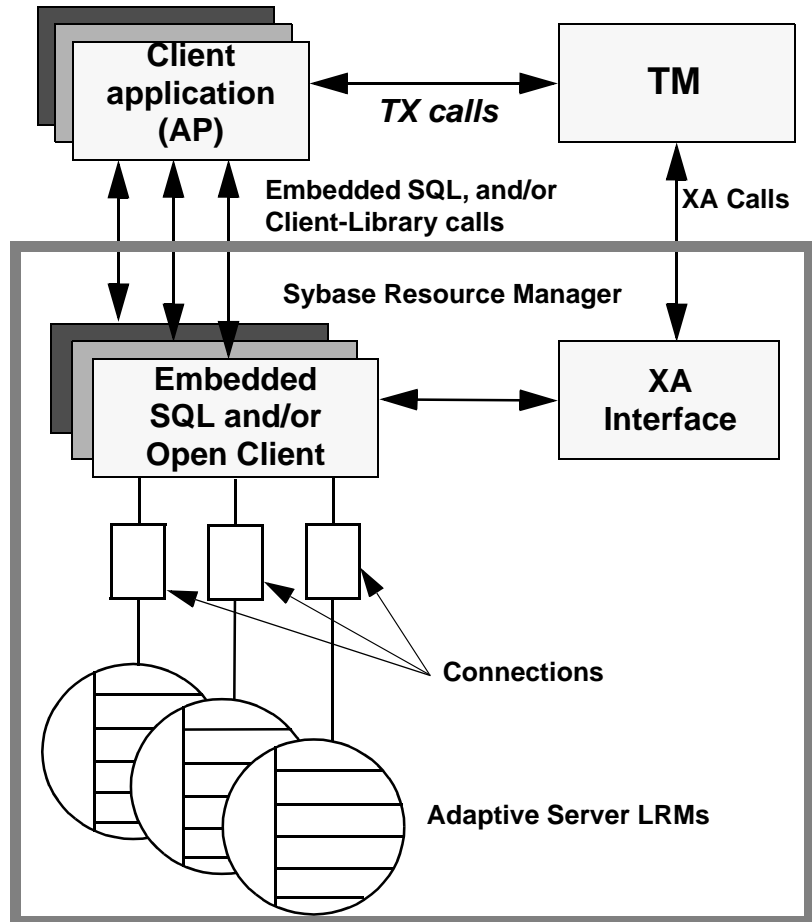 Client
application
(AP)
TX calls
TM
Embedded SQL, and/or
Client-Library calls
XA Calls
Sybase Resource Manager
Embedded
SQL and/or
Open Client
XA
Interface
Connections
Adaptive Server LRMs